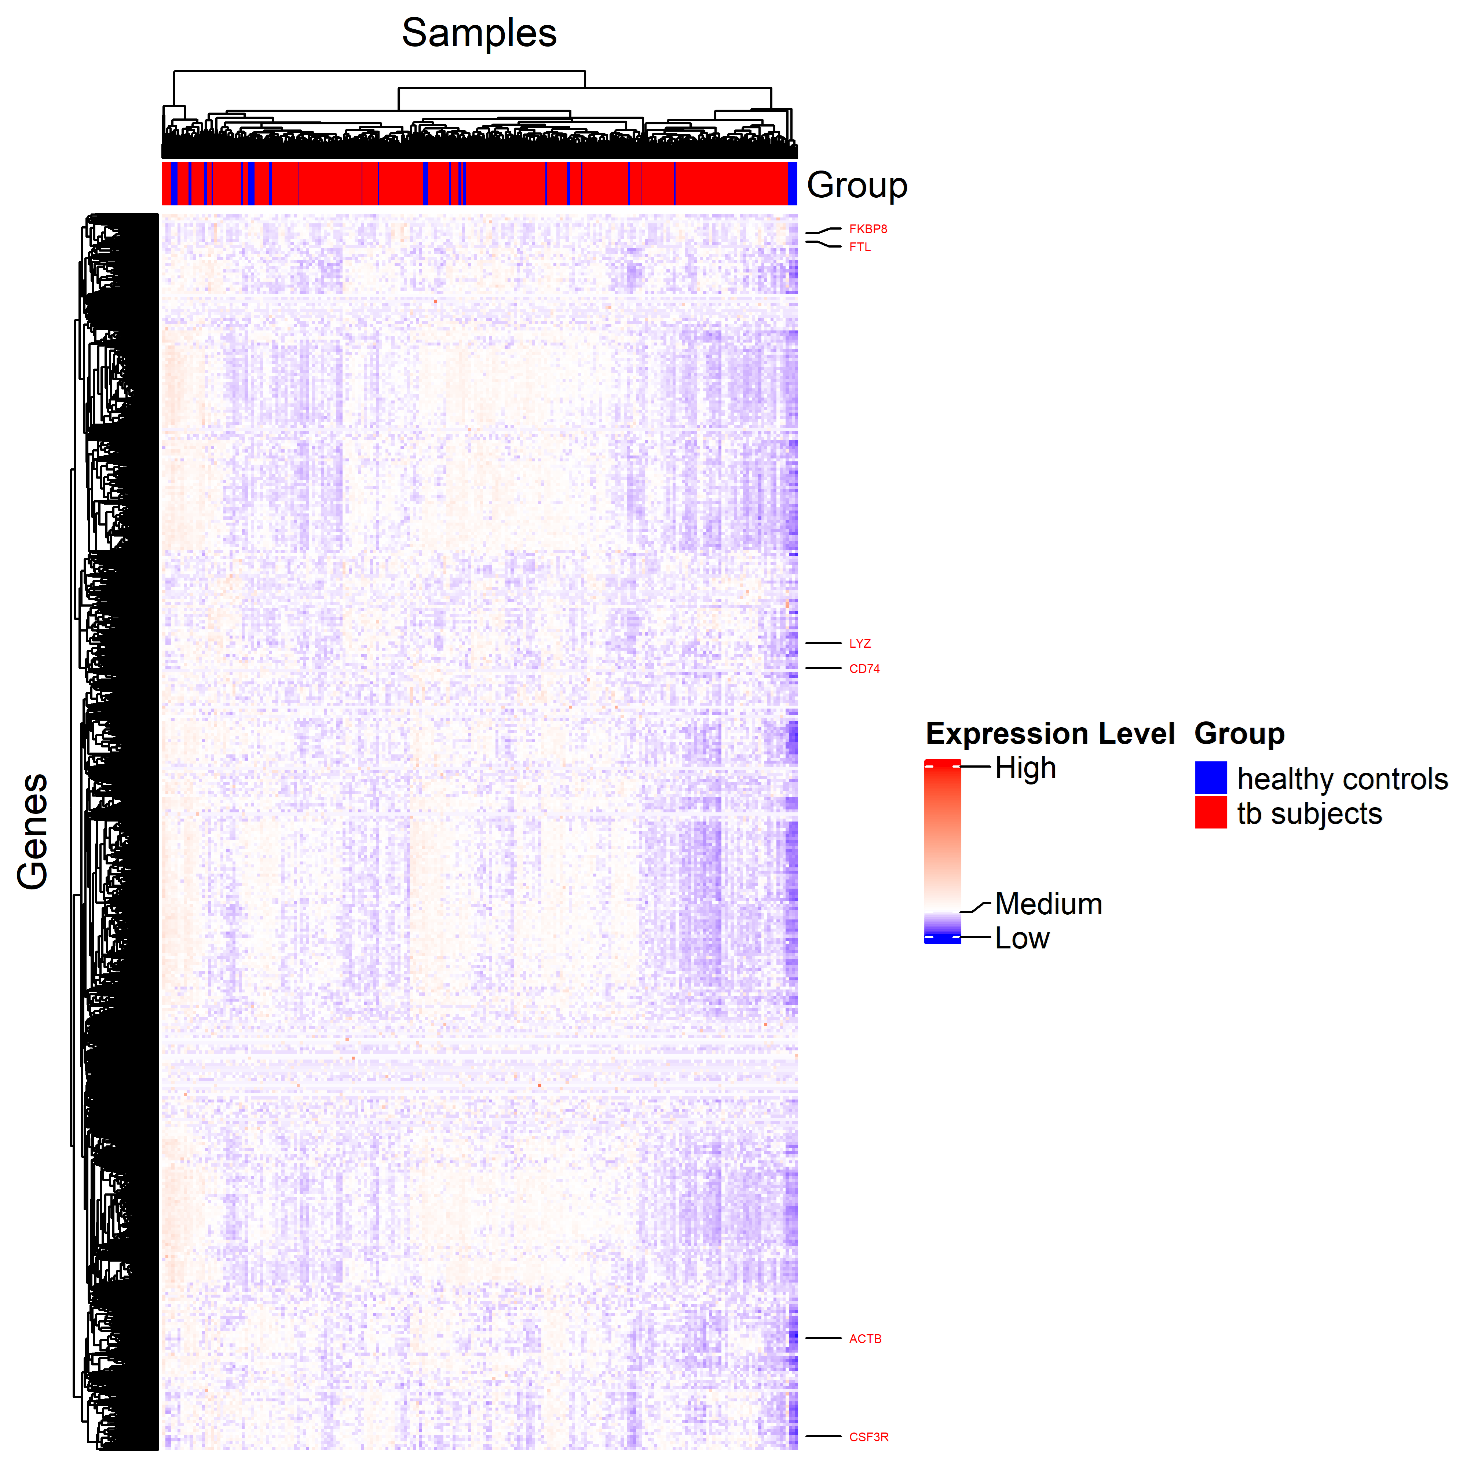 Samples
Group
FKBP8
FTL
LYZ
CD74
Genes
Expression Level
High
Medium
Low
Group
healthy controls
tb subjects
ACTB
CSF3R